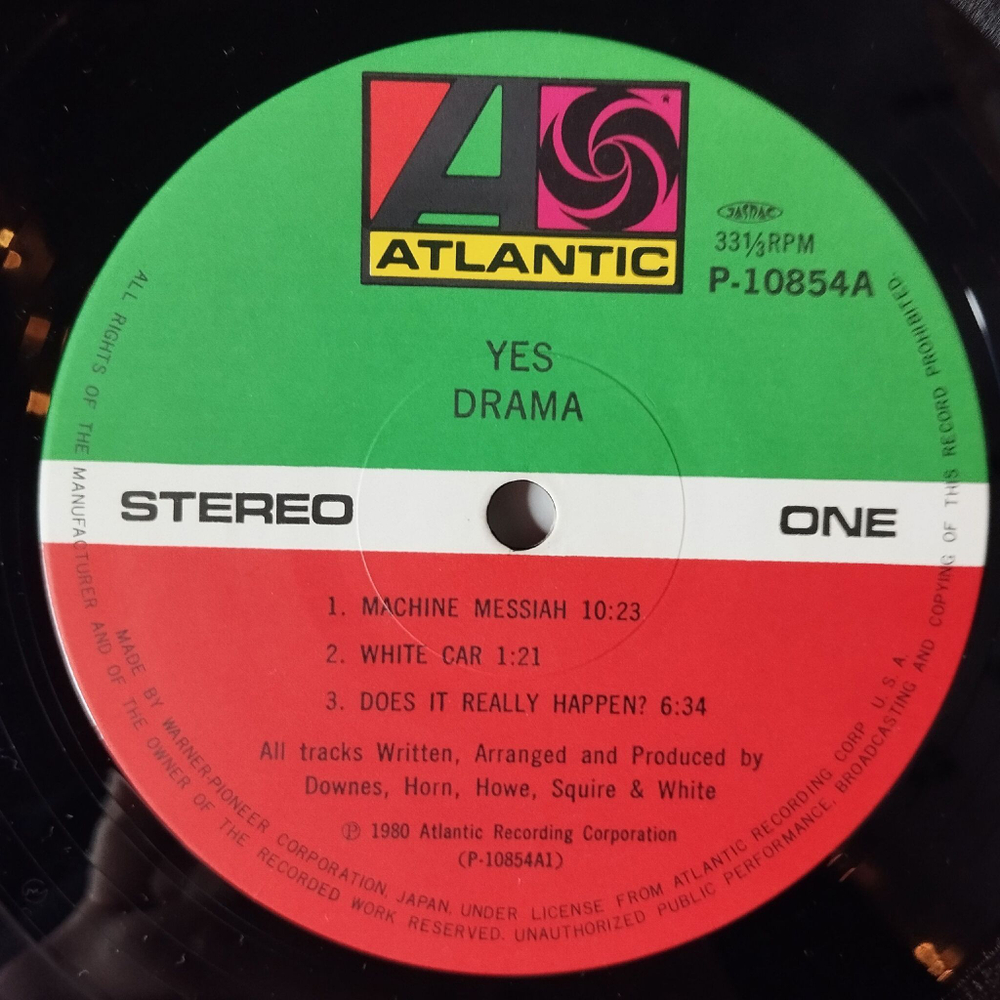 ATLANTIC
JASRAC
33⅓RPM
P-10854A
YES
DRAMA
STEREO
ONE
1. MACHINE MESSIAH 10:23
2. WHITE CAR 1:21
3. DOES IT REALLY HAPPEN? 6:34
All tracks Written, Arranged and Produced by
Downes, Horn, Howe, Squire & White
Ⓟ 1980 Atlantic Recording Corporation
(P-10854A1)
MADE BY WARNER-PIONEER CORPORATION, JAPAN, UNDER LICENSE FROM ATLANTIC RECORDING CORP. U. S. A.
ALL RIGHTS OF THE MANUFACTURER AND OF THE OWNER OF THE RECORDED WORK RESERVED. UNAUTHORIZED PUBLIC PERFORMANCE, BROADCASTING AND COPYING OF THIS RECORD PROHIBITED.